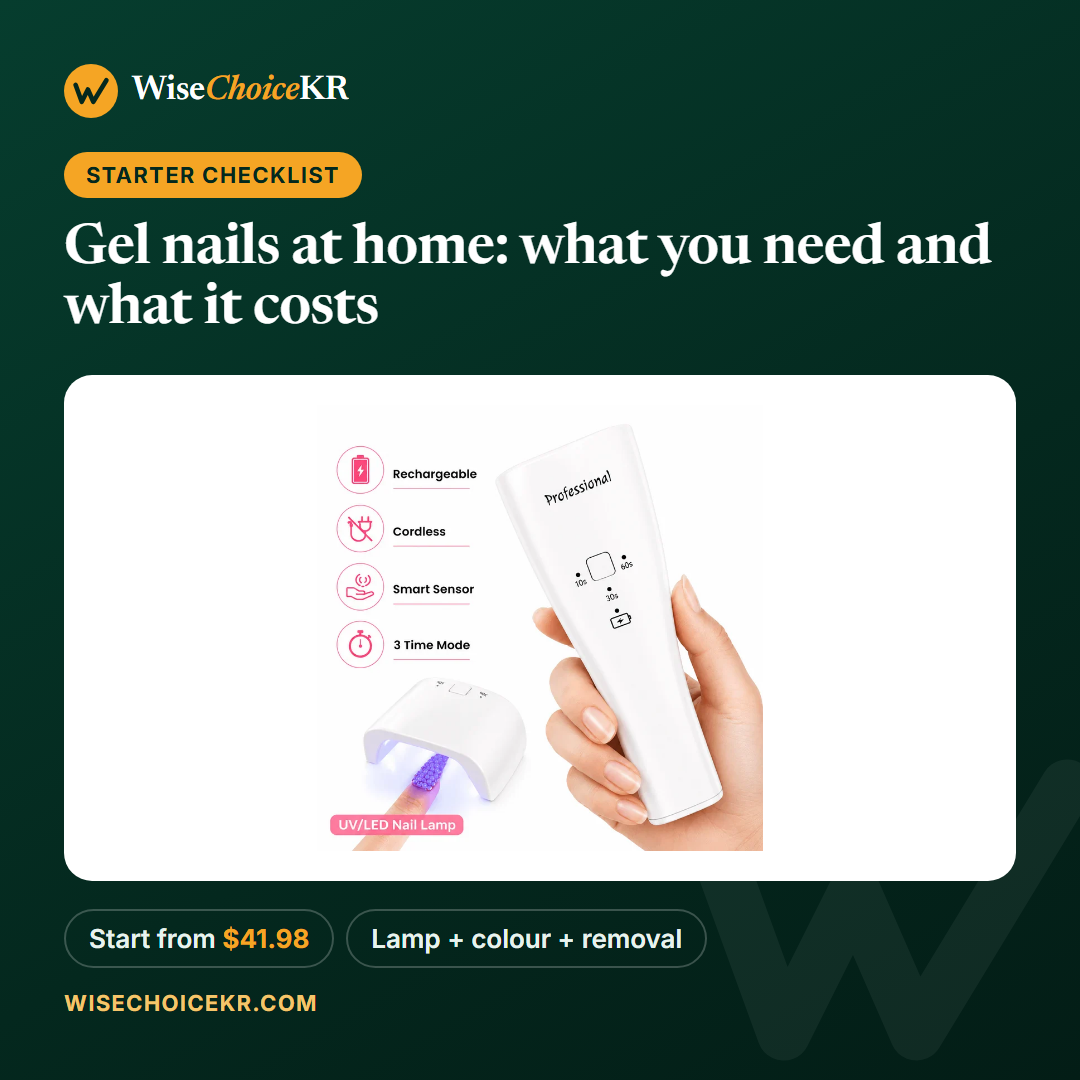 WiseChoiceKR
STARTER CHECKLIST
Gel nails at home: what you need and
what it costs
Rechargeable
Cordless
Smart Sensor
3 Time Mode
Professional
10s
60s
30s
UV/LED Nail Lamp
Start from $41.98
Lamp + colour + removal
WISECHOICEKR.COM